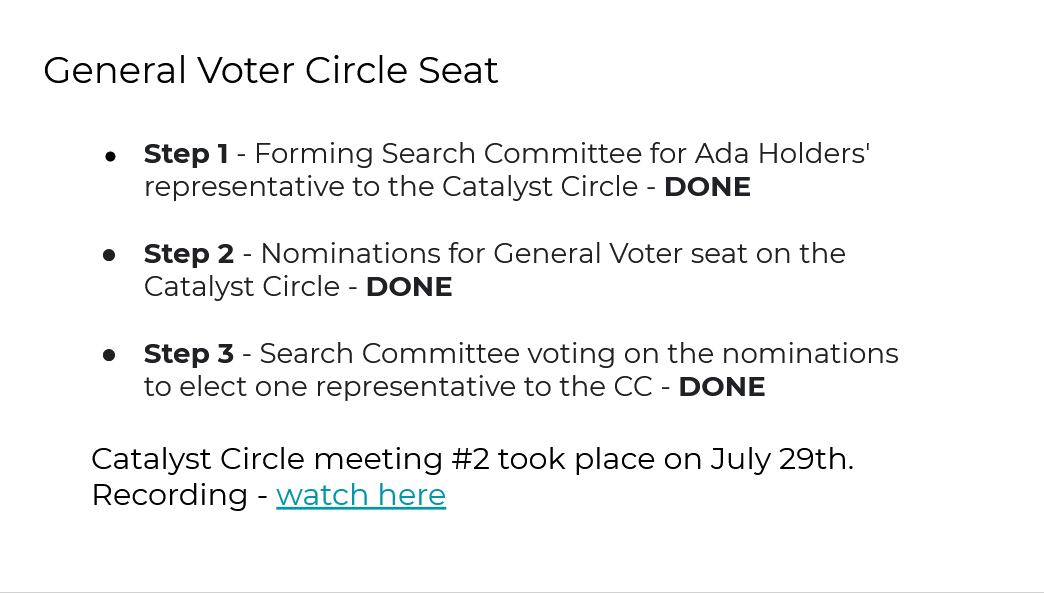 General Voter Circle Seat
● Step 1 - Forming Search Committee for Ada Holders'
representative to the Catalyst Circle - DONE
● Step 2 - Nominations for General Voter seat on the
Catalyst Circle - DONE
● Step 3 - Search Committee voting on the nominations
to elect one representative to the CC - DONE
Catalyst Circle meeting #2 took place on July 29th.
Recording - watch here